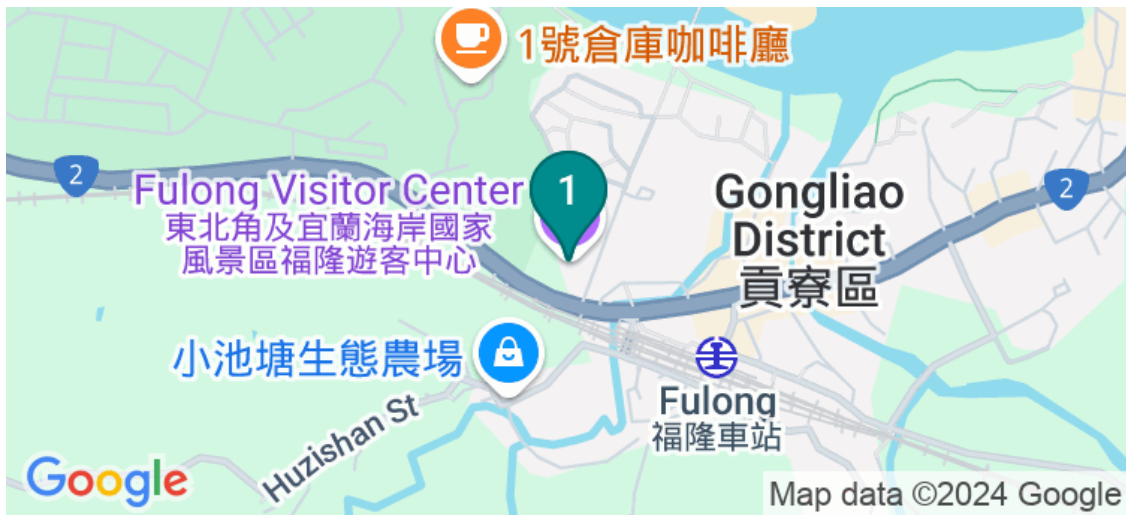 1號倉庫咖啡廳
2
Fulong Visitor Center
東北角及宜蘭海岸國家
風景區福隆遊客中心
1
Gongliao
District
貢寮區
2
小池塘生態農場
Fulong
福隆車站
Huzishan St
Google
Map data ©2024 Google